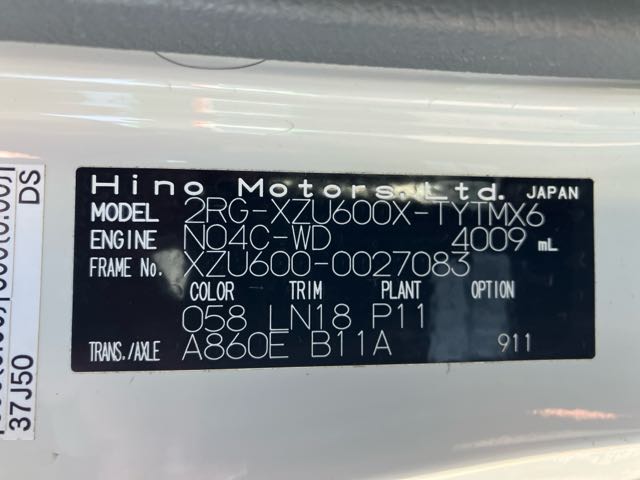 Hino Motors, Ltd. JAPAN
MODEL 2RG-XZU600X-TYTMX6
ENGINE N04C-WD 4009 mL
FRAME No. XZU600-0027083
COLOR TRIM PLANT OPTION
058 LN18 P11
TRANS./AXLE A860E B11A 911
DS
37J50